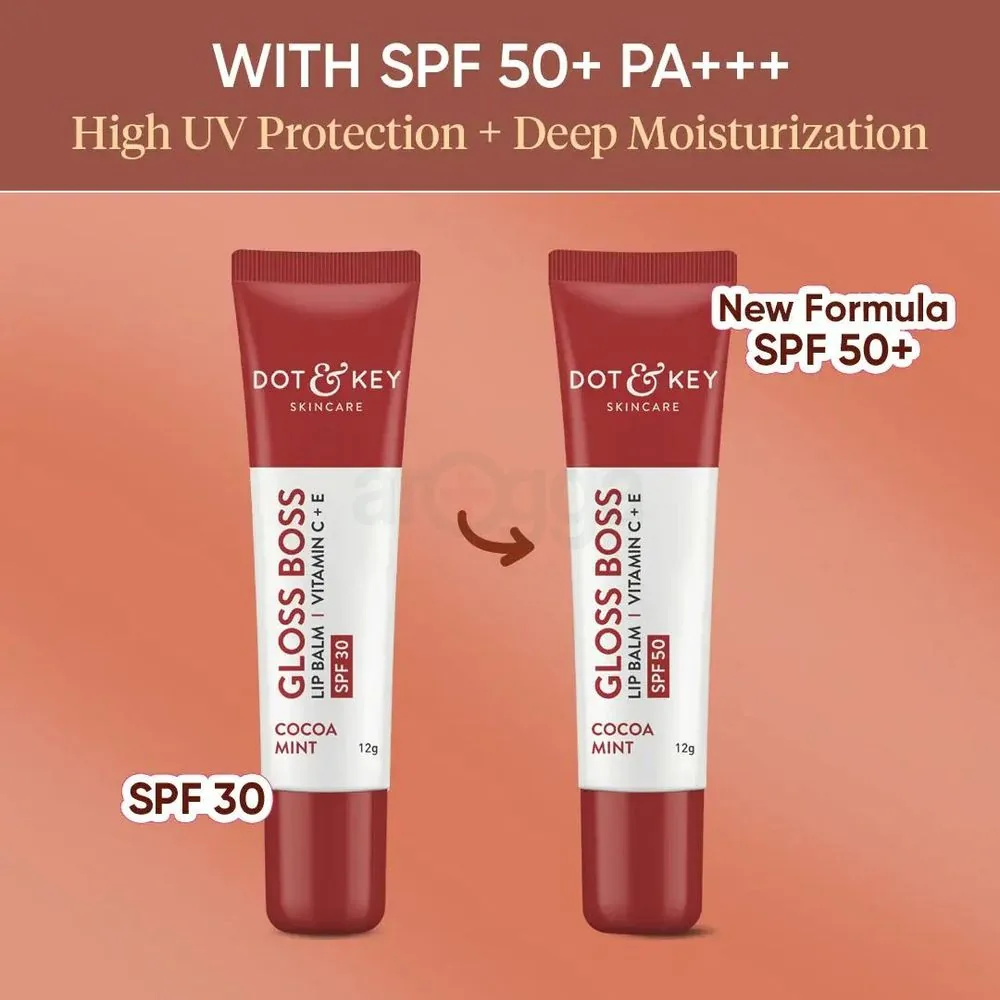 WITH SPF 50+ PA+++
High UV Protection + Deep Moisturization
DOT & KEY
SKINCARE
GLOSS BOSS
LIP BALM | VITAMIN C + E
SPF 30
COCOA
MINT
12g
SPF 30
New Formula
SPF 50+
DOT & KEY
SKINCARE
GLOSS BOSS
LIP BALM | VITAMIN C + E
SPF 50
COCOA
MINT
12g